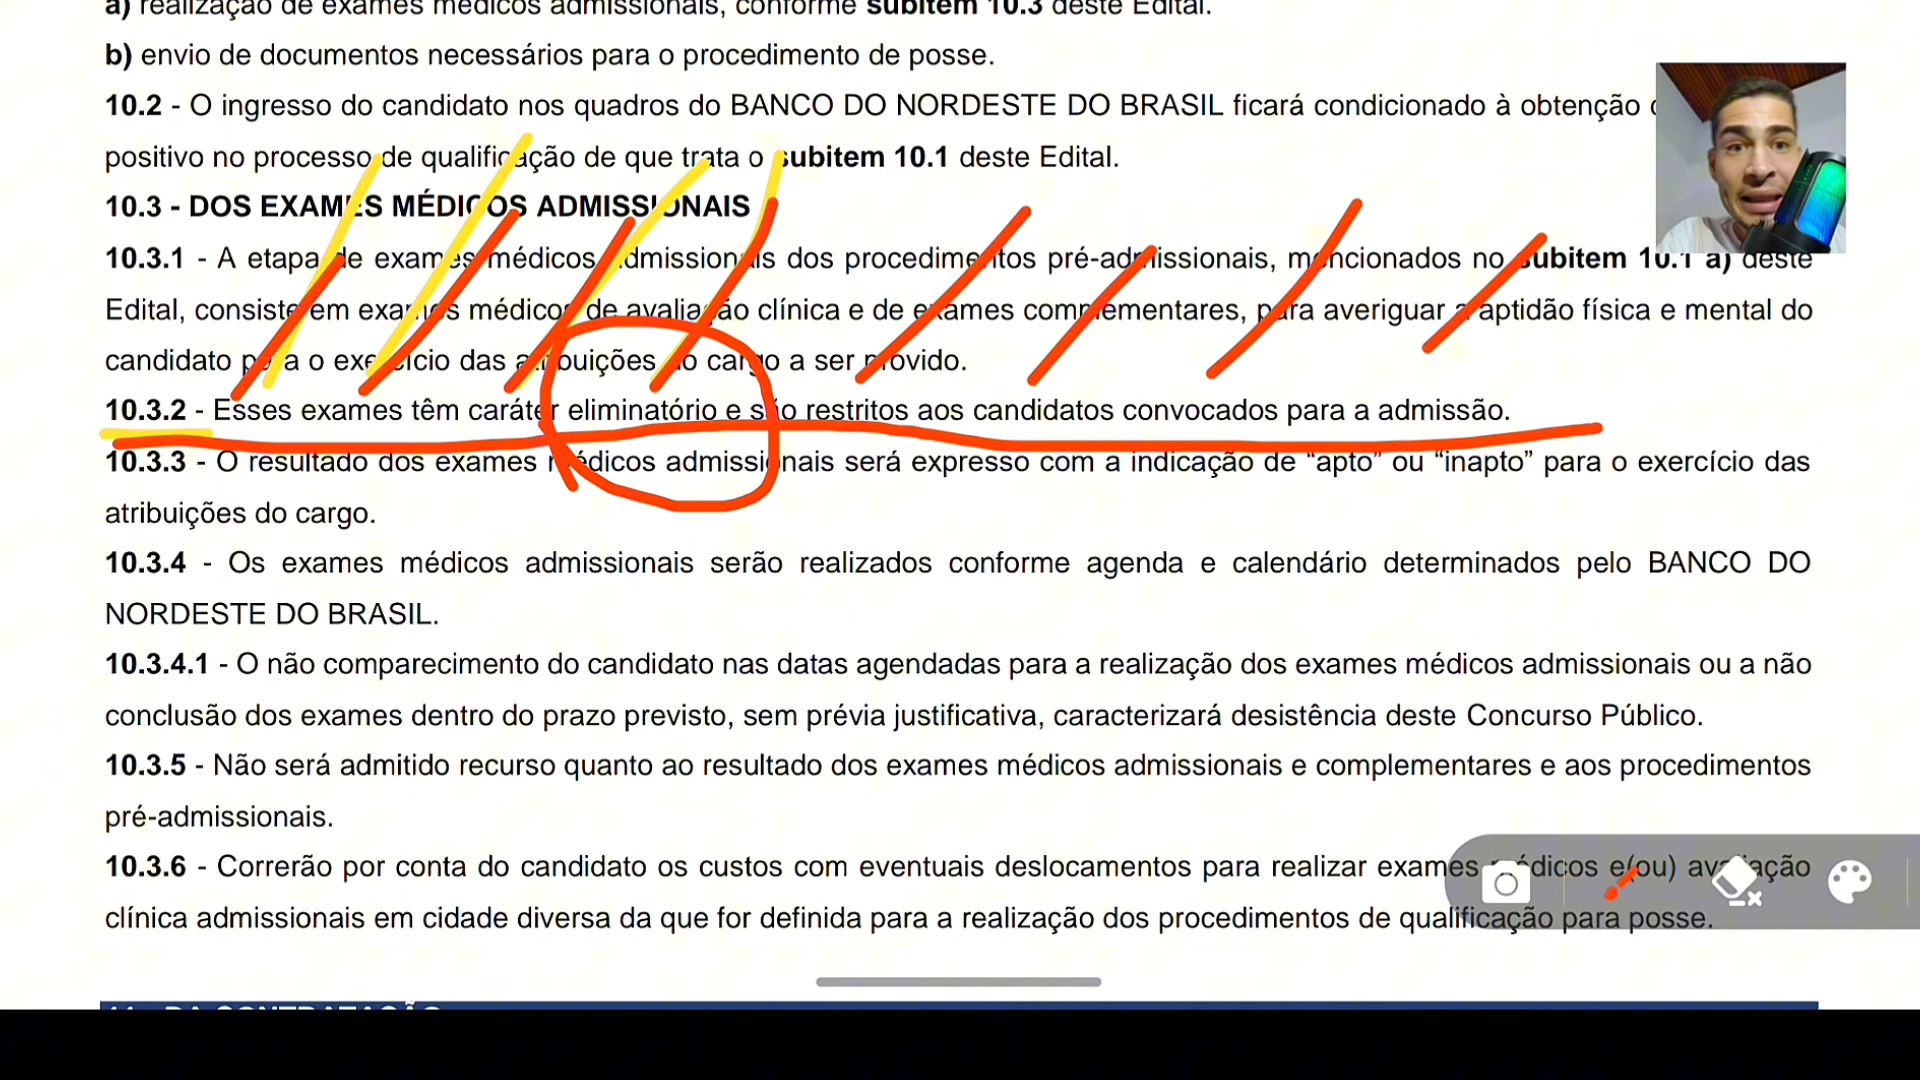 a) realização de exames médicos admissionais, conforme subitem 10.3 deste Edital.
b) envio de documentos necessários para o procedimento de posse.
10.2 - O ingresso do candidato nos quadros do BANCO DO NORDESTE DO BRASIL ficará condicionado à obtenção
positivo no processo de qualificação de que trata o subitem 10.1 deste Edital.
10.3 - DOS EXAMES MÉDICOS ADMISSIONAIS
10.3.1 - A etapa de exames médicos admissionais dos procedimentos pré-admissionais, mencionados no subitem 10.1 a) deste
Edital, consiste em exames médicos de avaliação clínica e de exames complementares, para averiguar a aptidão física e mental do
candidato para o exercício das atribuições do cargo a ser provido.
10.3.2 - Esses exames têm caráter eliminatório e são restritos aos candidatos convocados para a admissão.
10.3.3 - O resultado dos exames médicos admissionais será expresso com a indicação de “apto” ou “inapto” para o exercício das
atribuições do cargo.
10.3.4 - Os exames médicos admissionais serão realizados conforme agenda e calendário determinados pelo BANCO DO
NORDESTE DO BRASIL.
10.3.4.1 - O não comparecimento do candidato nas datas agendadas para a realização dos exames médicos admissionais ou a não
conclusão dos exames dentro do prazo previsto, sem prévia justificativa, caracterizará desistência deste Concurso Público.
10.3.5 - Não será admitido recurso quanto ao resultado dos exames médicos admissionais e complementares e aos procedimentos
pré-admissionais.
10.3.6 - Correrão por conta do candidato os custos com eventuais deslocamentos para realizar exames médicos e(ou) avaliação
clínica admissionais em cidade diversa da que for definida para a realização dos procedimentos de qualificação para posse.
11 - DA CONTRATAÇÃO